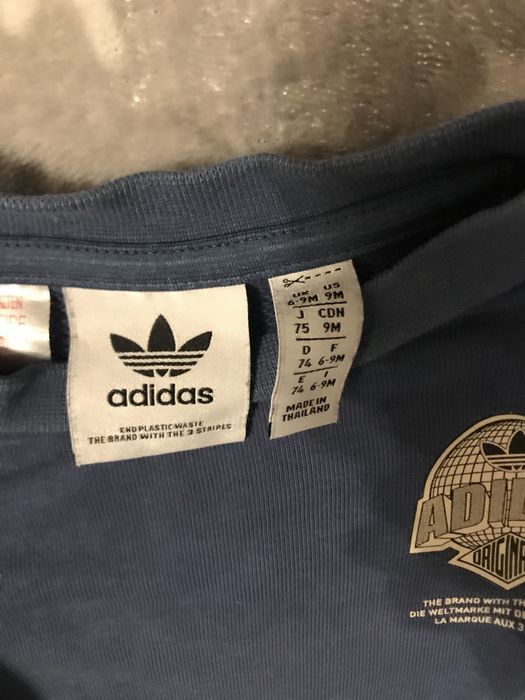 adidas
END PLASTIC WASTE
THE BRAND WITH THE 3 STRIPES
UK US
6-9M 9M
J CDN
75 9M
D F
74 6-9M
E I
74 6-9M
MADE IN
THAILAND
THE BRAND WITH
DIE WELTMARKE MIT
LA MARQUE AUX 3